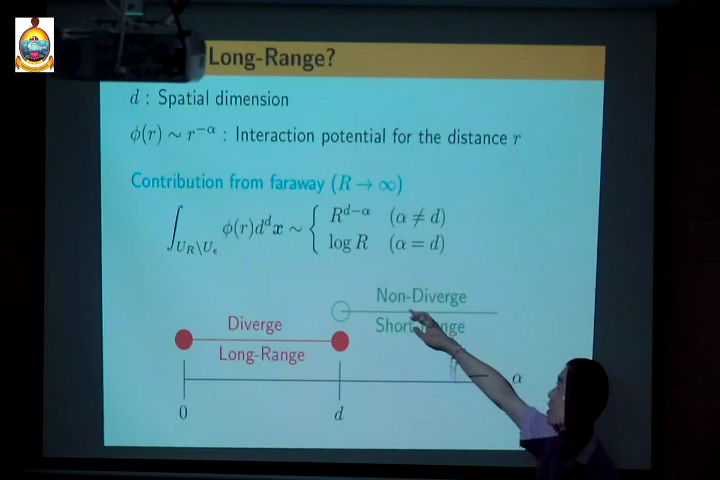 Long-Range?
d : Spatial dimension
ϕ(r) ∼ r^{−α} : Interaction potential for the distance r
Contribution from faraway (R → ∞)
∫_{U_R\U_ϵ} ϕ(r)d^d x ∼ { R^{d−α} (α ≠ d)
log R (α = d)
Non-Diverge
Diverge
Short-Range
Long-Range
α
0
d